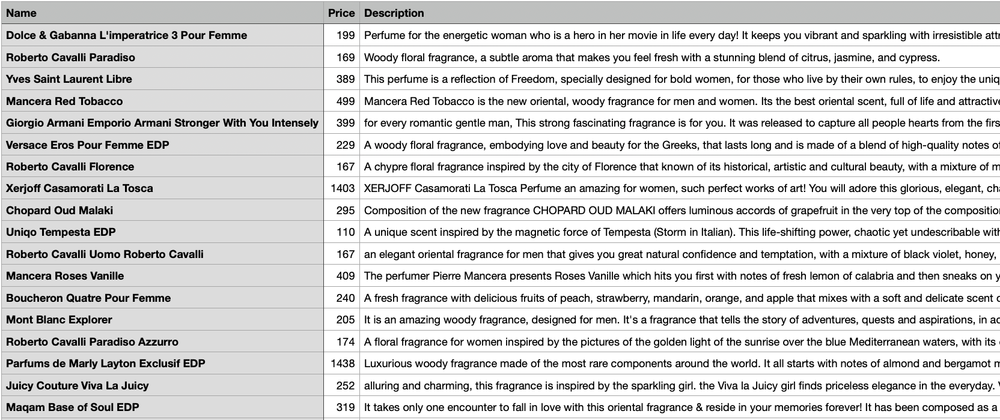 Name Price Description
Dolce & Gabanna L'imperatrice 3 Pour Femme 199 Perfume for the energetic woman who is a hero in her movie in life every day! It keeps you vibrant and sparkling with irresistible
Roberto Cavalli Paradiso 169 Woody floral fragrance, a subtle aroma that makes you feel fresh with a stunning blend of citrus, jasmine, and cypress.
Yves Saint Laurent Libre 389 This perfume is a reflection of Freedom, specially designed for bold women, for those who live by their own rules, to enjoy the
Mancera Red Tobacco 499 Mancera Red Tobacco is the new oriental, woody fragrance for men and women. Its the best oriental scent, full of life and
Giorgio Armani Emporio Armani Stronger With You Intensely 399 for every romantic gentle man, This strong fascinating fragrance is for you. It was released to capture all people hearts from the
Versace Eros Pour Femme EDP 229 A woody floral fragrance, embodying love and beauty for the Greeks, that lasts long and is made of a blend of high-quality notes
Roberto Cavalli Florence 167 A chypre floral fragrance inspired by the city of Florence that known of its historical, artistic and cultural beauty, with a mixture of
Xerjoff Casamorati La Tosca 1403 XERJOFF Casamorati La Tosca Perfume an amazing for women, such perfect works of art! You will adore this glorious, elegant,
Chopard Oud Malaki 295 Composition of the new fragrance CHOPARD OUD MALAKI offers luminous accords of grapefruit in the very top of the
Uniqo Tempesta EDP 110 A unique scent inspired by the magnetic force of Tempesta (Storm in Italian). This life-shifting power, chaotic yet undescribable
Roberto Cavalli Uomo Roberto Cavalli 167 an elegant oriental fragrance for men that gives you great natural confidence and temptation, with a mixture of black violet, honey,
Mancera Roses Vanille 409 The perfumer Pierre Mancera presents Roses Vanille which hits you first with notes of fresh lemon of calabria and then sneaks on
Boucheron Quatre Pour Femme 240 A fresh fragrance with delicious fruits of peach, strawberry, mandarin, orange, and apple that mixes with a soft and delicate scent
Mont Blanc Explorer 205 It is an amazing woody fragrance, designed for men. It's a fragrance that tells the story of adventures, quests and aspirations, in
Roberto Cavalli Paradiso Azzurro 174 A floral fragrance for women inspired by the pictures of the golden light of the sunrise over the blue Mediterranean waters, with its
Parfums de Marly Layton Exclusif EDP 1438 Luxurious woody fragrance made of the most rare components around the world. It all starts with notes of almond and bergamot
Juicy Couture Viva La Juicy 252 alluring and charming, this fragrance is inspired by the sparkling girl. the Viva la Juicy girl finds priceless elegance in the everyday.
Maqam Base of Soul EDP 319 It takes only one encounter to fall in love with this oriental fragrance & reside in your memories forever! It has been composed as a